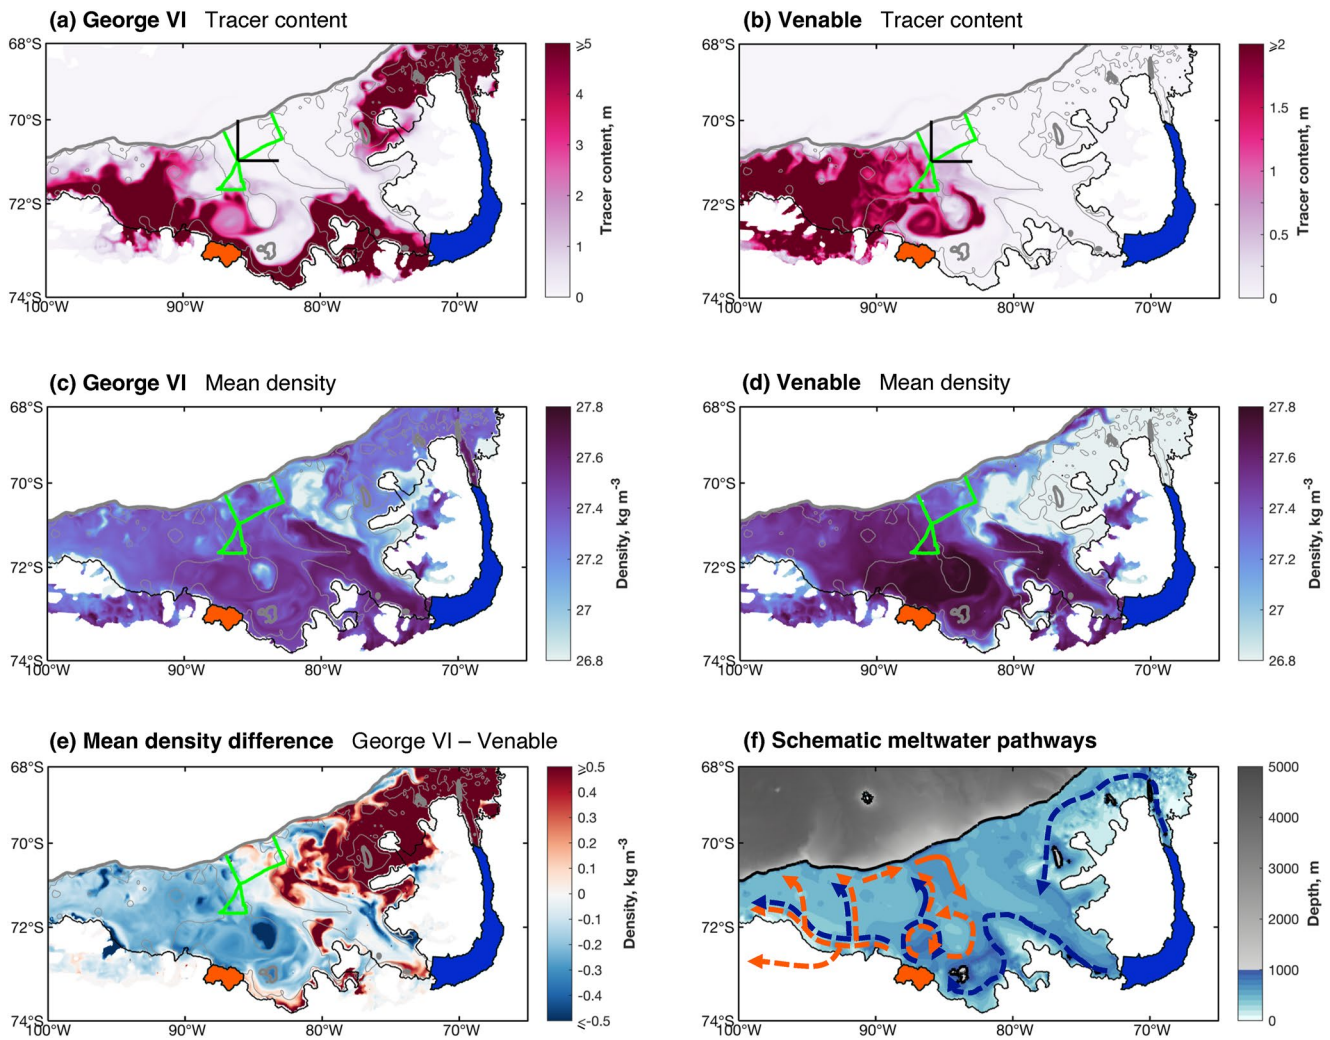 (a) George VI Tracer content
68°S
70°S
72°S
74°S
100°W
90°W
80°W
70°W
⩾5
4
3
2
1
0
Tracer content, m
(b) Venable Tracer content
68°S
70°S
72°S
74°S
100°W
90°W
80°W
70°W
⩾2
1.5
1
0.5
0
Tracer content, m
(c) George VI Mean density
68°S
70°S
72°S
74°S
100°W
90°W
80°W
70°W
27.8
27.6
27.4
27.2
27
26.8
Density, kg m⁻³
(d) Venable Mean density
68°S
70°S
72°S
74°S
100°W
90°W
80°W
70°W
27.8
27.6
27.4
27.2
27
26.8
Density, kg m⁻³
(e) Mean density difference George VI – Venable
68°S
70°S
72°S
74°S
100°W
90°W
80°W
70°W
⩾0.5
0.4
0.3
0.2
0.1
0
-0.1
-0.2
-0.3
-0.4
⩽-0.5
Density, kg m⁻³
(f) Schematic meltwater pathways
68°S
70°S
72°S
74°S
100°W
90°W
80°W
70°W
5000
4000
3000
2000
1000
0
Depth, m